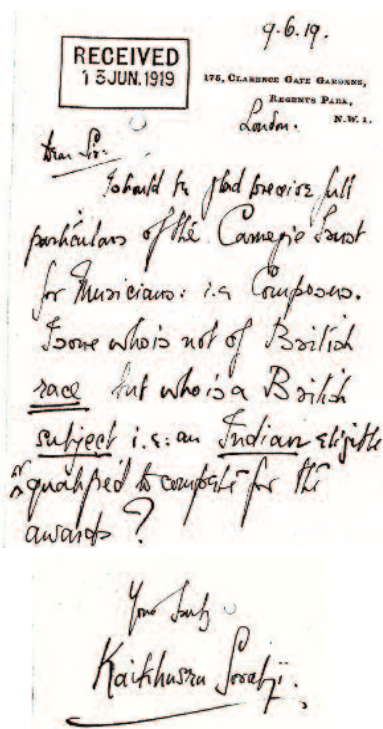 9.6.19.
RECEIVED
13 JUN. 1919
175, CLARENCE GATE GARDENS,
REGENTS PARK,
London. N.W. 1.
Dear Sir
I should be glad to receive full
particulars of the Carnegie Trust
for Musicians: i.e Composers.
Is one who is not of British
race but who is a British
subject i.e: an Indian eligible
or qualified to compete for the
awards?
Yours
Kaikhusru Sorabji.